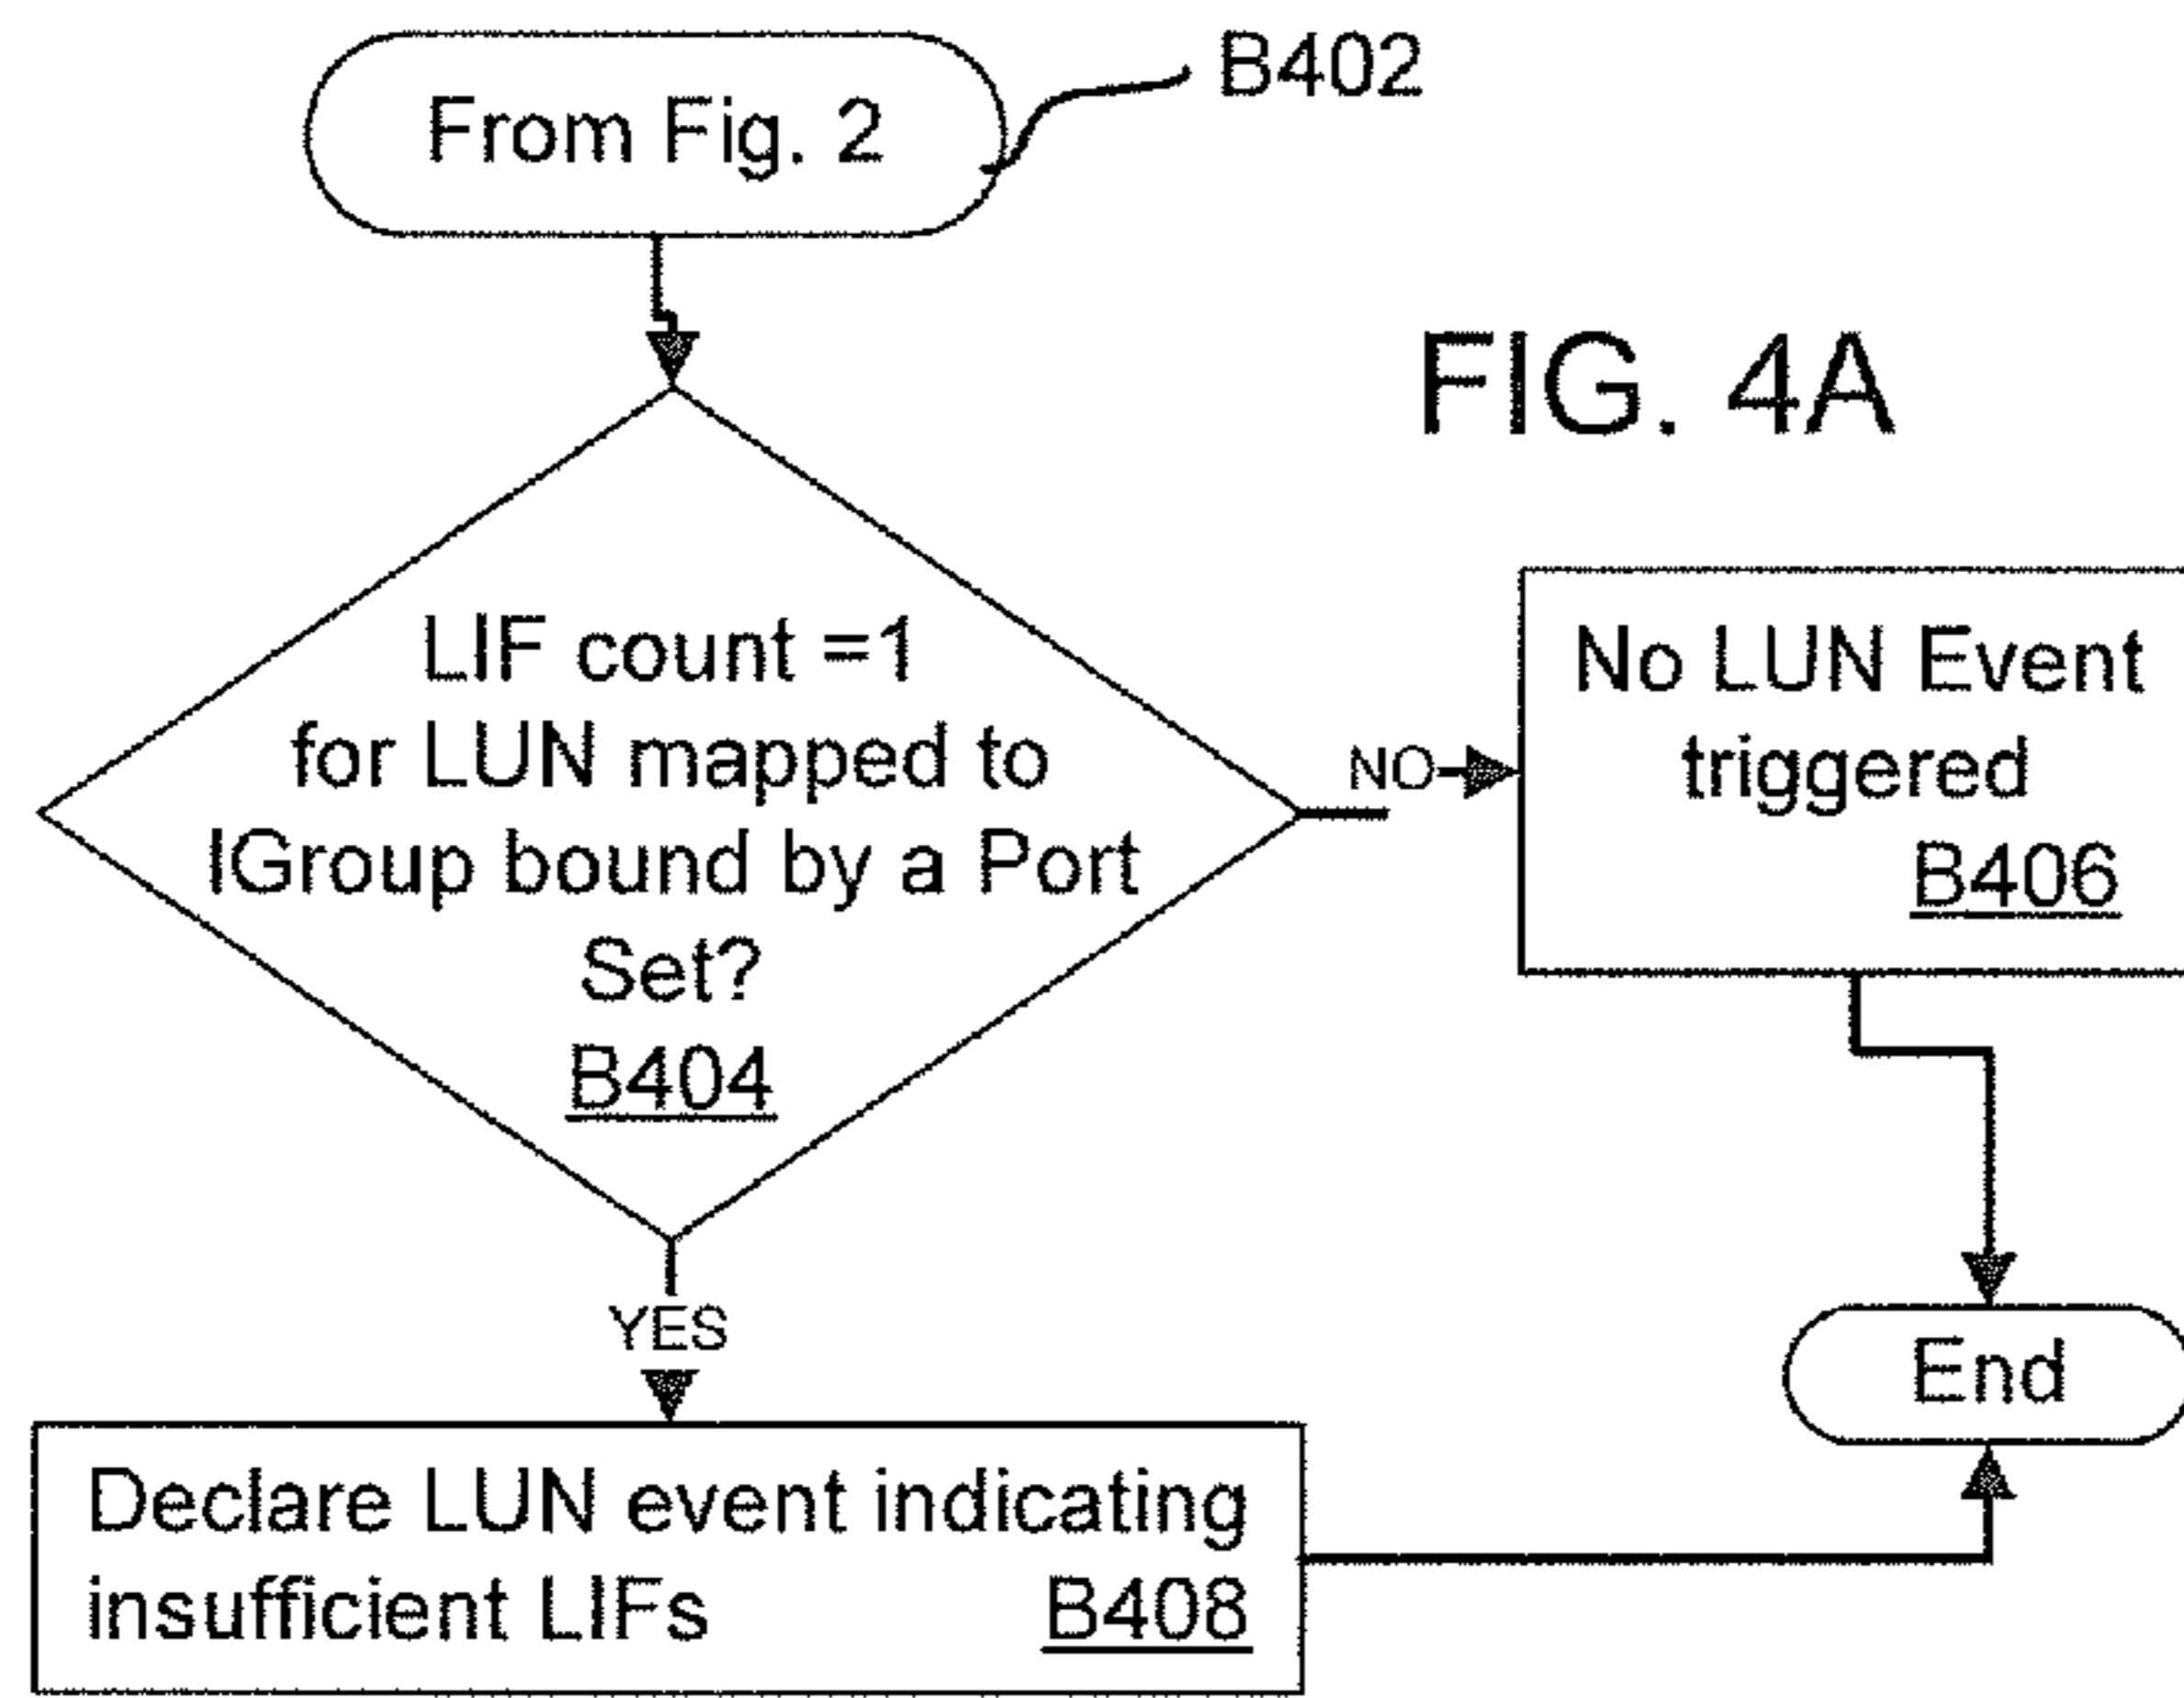 From Fig. 2
B402
FIG. 4A
LIF count =1
for LUN mapped to
IGroup bound by a Port
Set?
B404
NO
No LUN Event
triggered
B406
YES
End
Declare LUN event indicating
insufficient LIFs B408